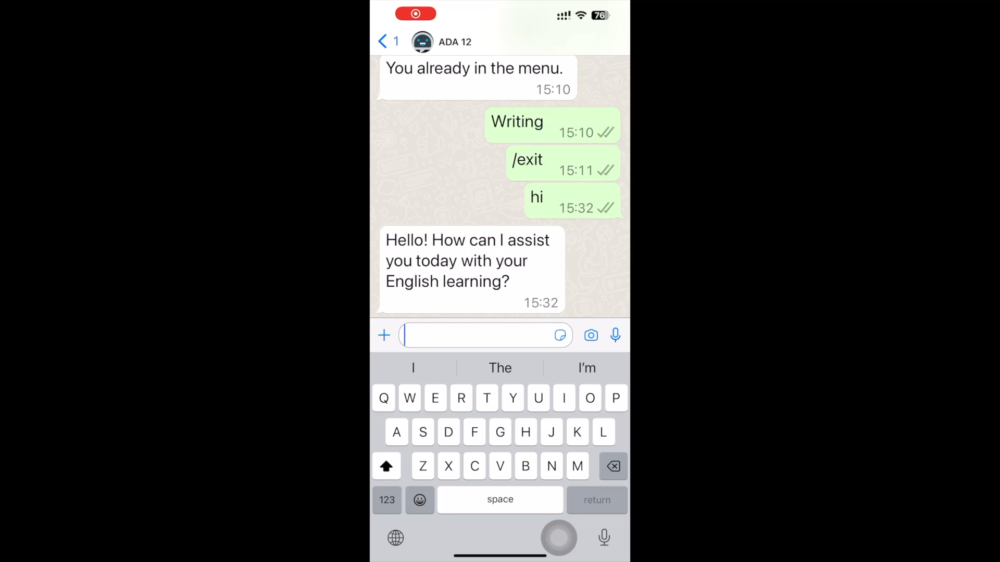 76
1 ADA 12
You already in the menu.
15:10
Writing
15:10
/exit
15:11
hi
15:32
Hello! How can I assist
you today with your
English learning?
15:32
I The I'm
Q W E R T Y U I O P
A S D F G H J K L
Z X C V B N M
123 space return